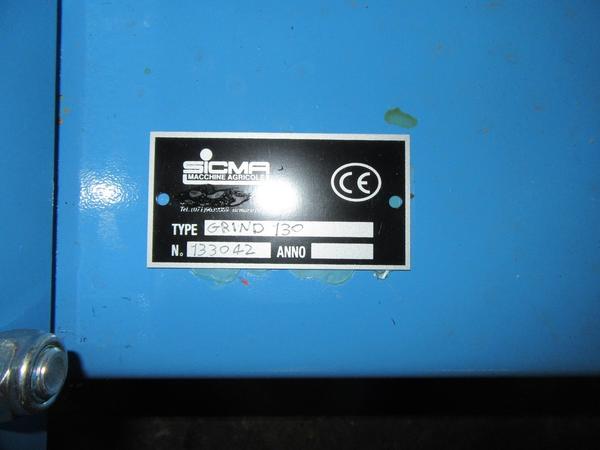 SICMA
MACCHINE AGRICOLE
CE
TYPE GRIND 130
N. 133042 ANNO